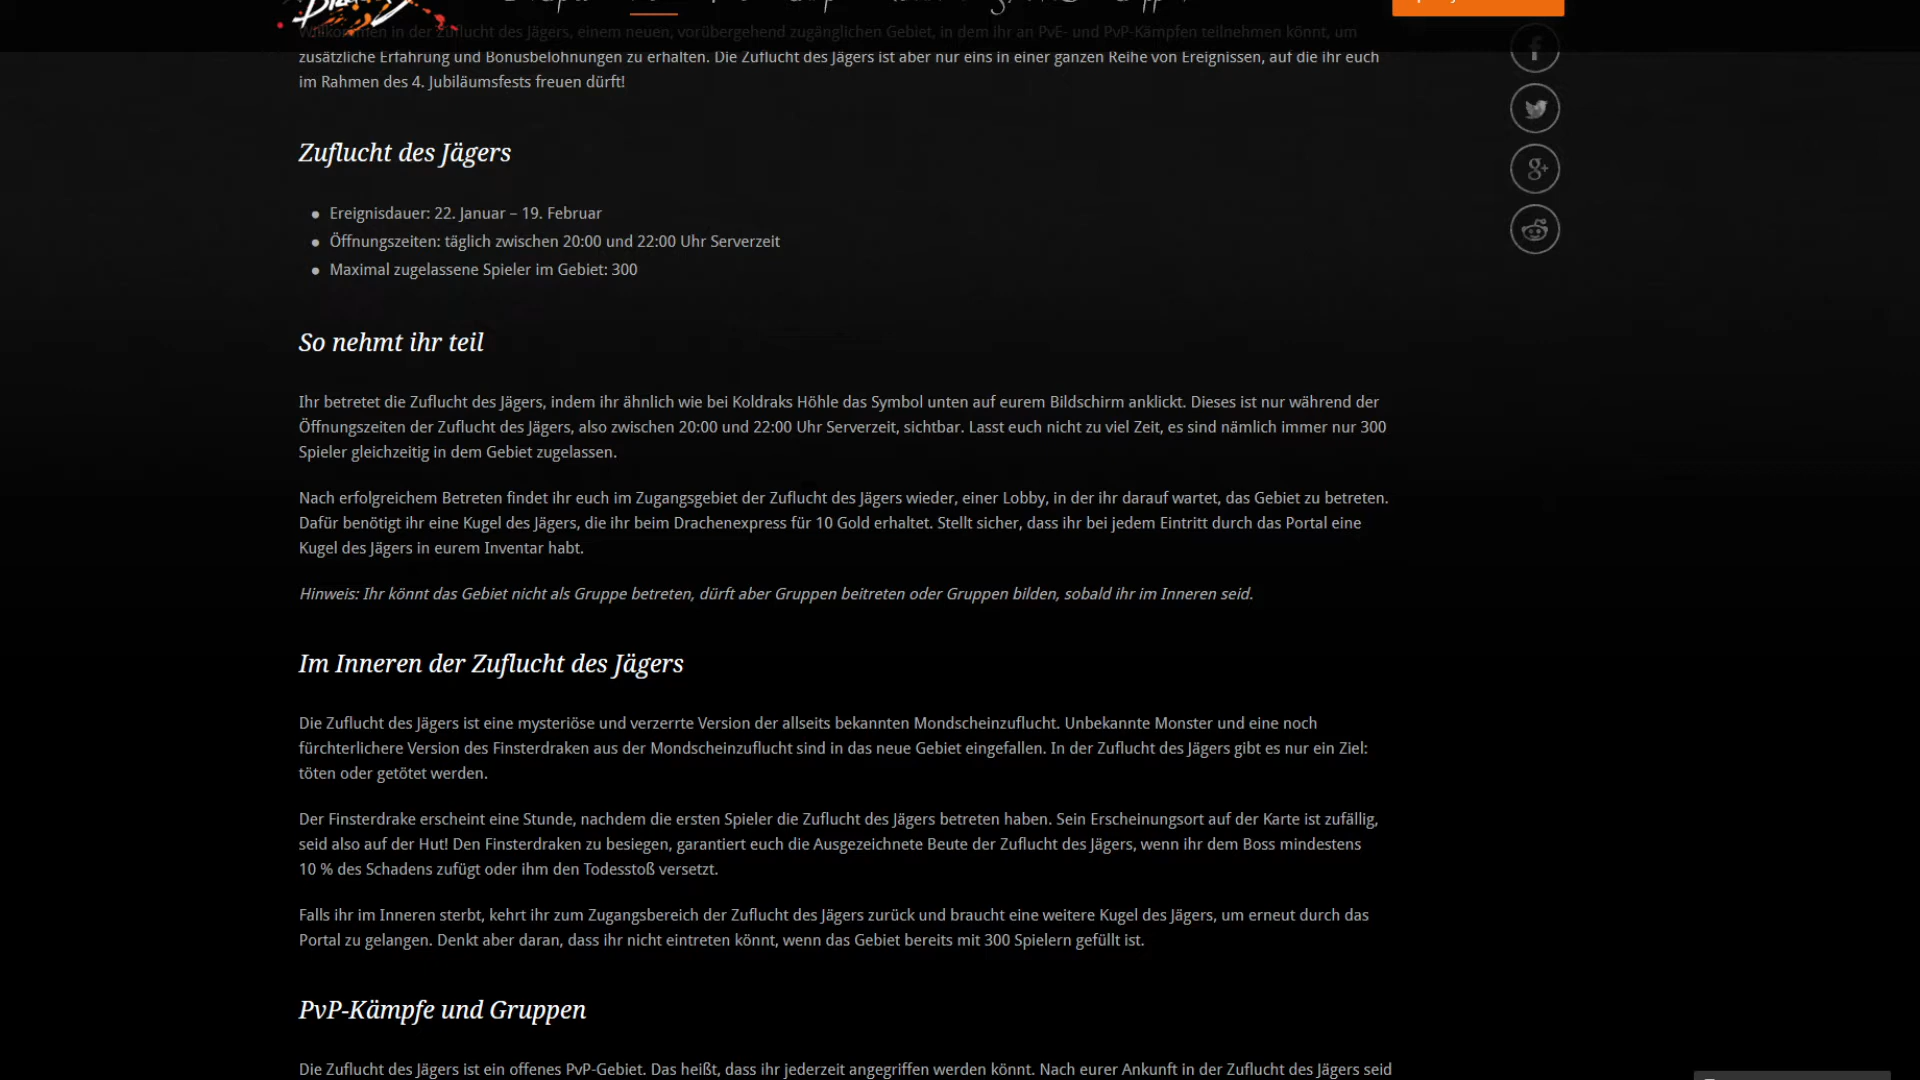 Willkommen in der Zuflucht des Jägers, einem neuen, vorübergehend zugänglichen Gebiet, in dem ihr an PvE- und PvP-Kämpfen teilnehmen könnt, um
zusätzliche Erfahrung und Bonusbelohnungen zu erhalten. Die Zuflucht des Jägers ist aber nur eins in einer ganzen Reihe von Ereignissen, auf die ihr euch
im Rahmen des 4. Jubiläumsfests freuen dürft!
Zuflucht des Jägers
● Ereignisdauer: 22. Januar – 19. Februar
● Öffnungszeiten: täglich zwischen 20:00 und 22:00 Uhr Serverzeit
● Maximal zugelassene Spieler im Gebiet: 300
So nehmt ihr teil
Ihr betretet die Zuflucht des Jägers, indem ihr ähnlich wie bei Koldraks Höhle das Symbol unten auf eurem Bildschirm anklickt. Dieses ist nur während der
Öffnungszeiten der Zuflucht des Jägers, also zwischen 20:00 und 22:00 Uhr Serverzeit, sichtbar. Lasst euch nicht zu viel Zeit, es sind nämlich immer nur 300
Spieler gleichzeitig in dem Gebiet zugelassen.
Nach erfolgreichem Betreten findet ihr euch im Zugangsgebiet der Zuflucht des Jägers wieder, einer Lobby, in der ihr darauf wartet, das Gebiet zu betreten.
Dafür benötigt ihr eine Kugel des Jägers, die ihr beim Drachenexpress für 10 Gold erhaltet. Stellt sicher, dass ihr bei jedem Eintritt durch das Portal eine
Kugel des Jägers in eurem Inventar habt.
Hinweis: Ihr könnt das Gebiet nicht als Gruppe betreten, dürft aber Gruppen beitreten oder Gruppen bilden, sobald ihr im Inneren seid.
Im Inneren der Zuflucht des Jägers
Die Zuflucht des Jägers ist eine mysteriöse und verzerrte Version der allseits bekannten Mondscheinzuflucht. Unbekannte Monster und eine noch
fürchterlichere Version des Finsterdraken aus der Mondscheinzuflucht sind in das neue Gebiet eingefallen. In der Zuflucht des Jägers gibt es nur ein Ziel:
töten oder getötet werden.
Der Finsterdrake erscheint eine Stunde, nachdem die ersten Spieler die Zuflucht des Jägers betreten haben. Sein Erscheinungsort auf der Karte ist zufällig,
seid also auf der Hut! Den Finsterdraken zu besiegen, garantiert euch die Ausgezeichnete Beute der Zuflucht des Jägers, wenn ihr dem Boss mindestens
10 % des Schadens zufügt oder ihm den Todesstoß versetzt.
Falls ihr im Inneren sterbt, kehrt ihr zum Zugangsbereich der Zuflucht des Jägers zurück und braucht eine weitere Kugel des Jägers, um erneut durch das
Portal zu gelangen. Denkt aber daran, dass ihr nicht eintreten könnt, wenn das Gebiet bereits mit 300 Spielern gefüllt ist.
PvP-Kämpfe und Gruppen
Die Zuflucht des Jägers ist ein offenes PvP-Gebiet. Das heißt, dass ihr jederzeit angegriffen werden könnt. Nach eurer Ankunft in der Zuflucht des Jägers seid